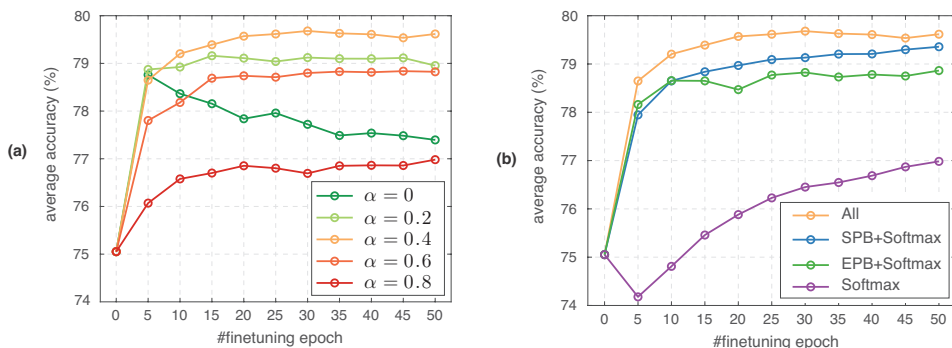 (a)
average accuracy (%)
80
79
78
77
76
75
74
0 5 10 15 20 25 30 35 40 45 50
#finetuning epoch
α = 0
α = 0.2
α = 0.4
α = 0.6
α = 0.8
(b)
average accuracy (%)
80
79
78
77
76
75
74
0 5 10 15 20 25 30 35 40 45 50
#finetuning epoch
All
SPB+Softmax
EPB+Softmax
Softmax